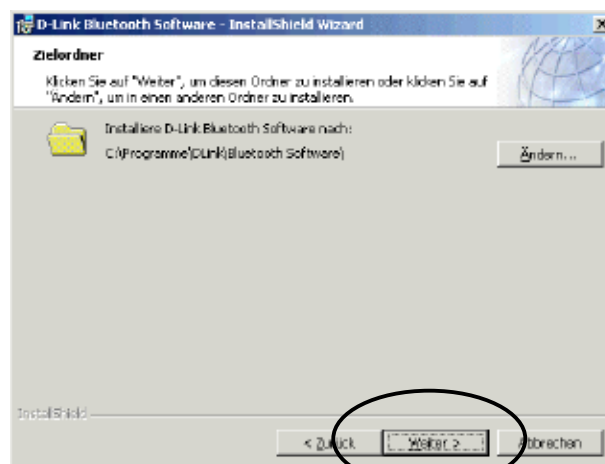 D-Link Bluetooth Software - InstallShield Wizard
Zielordner
Klicken Sie auf "Weiter", um diesen Ordner zu installieren oder klicken Sie auf
"Ändern", um in einen anderen Ordner zu installieren.
Installiere D-Link Bluetooth Software nach:
C:\Programme\DLink\Bluetooth Software\
Ändern...
InstallShield
< Zurück
Weiter >
Abbrechen